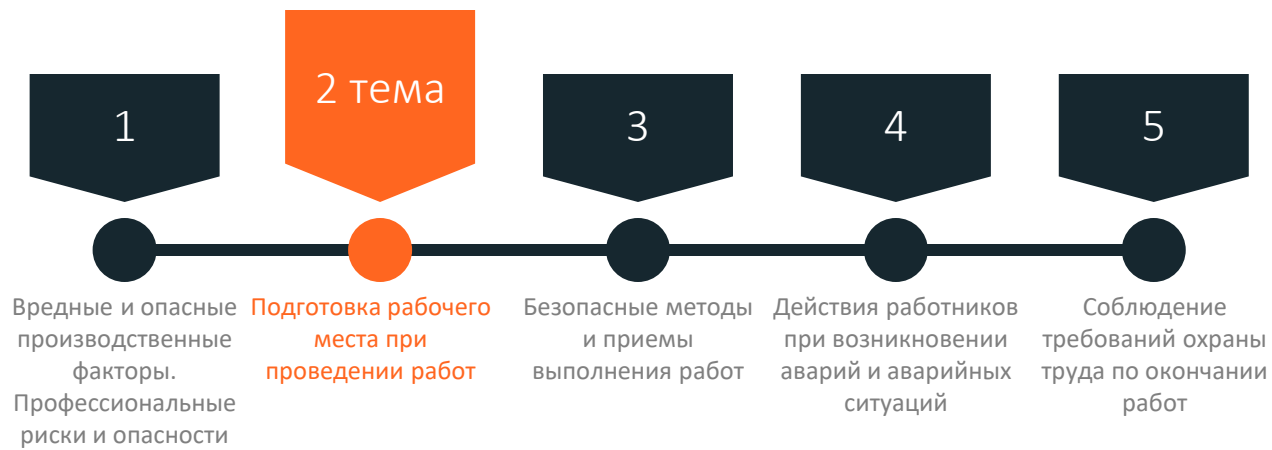 1
2 тема
3
4
5
Вредные и опасные
производственные
факторы.
Профессиональные
риски и опасности
Подготовка рабочего
места при
проведении работ
Безопасные методы
и приемы
выполнения работ
Действия работников
при возникновении
аварий и аварийных
ситуаций
Соблюдение
требований охраны
труда по окончании
работ